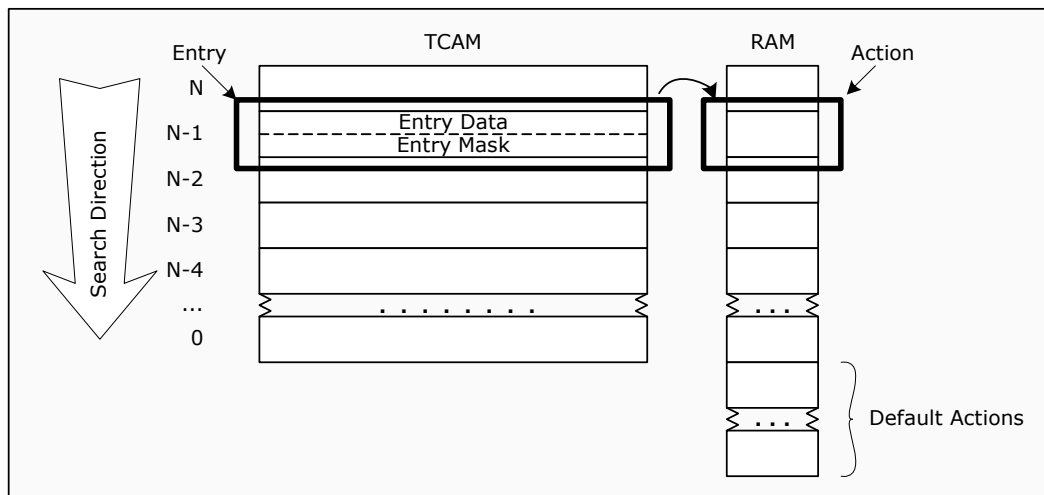 TCAM
RAM
Entry
Action
N
Entry Data
N-1
Entry Mask
N-2
N-3
N-4
...
. . . . . . . .
. . .
0
Search Direction
. . .
Default Actions